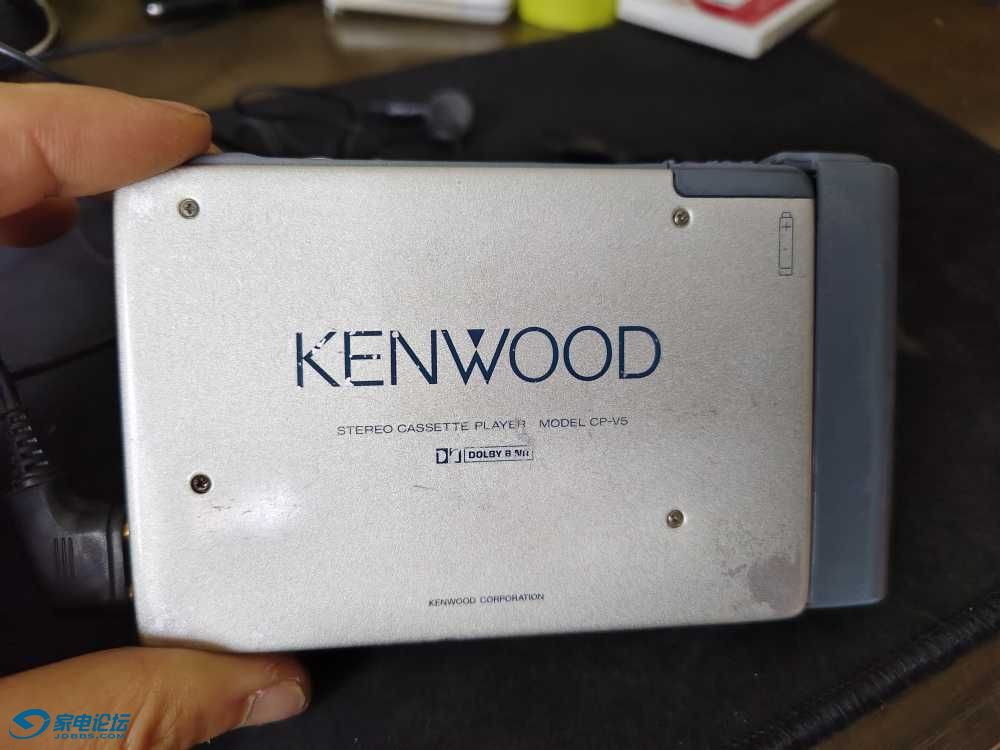 +
-
KENWOOD
STEREO CASSETTE PLAYER MODEL CP-V5
DOLBY B NR
KENWOOD CORPORATION
家电论坛
JDBBS.COM